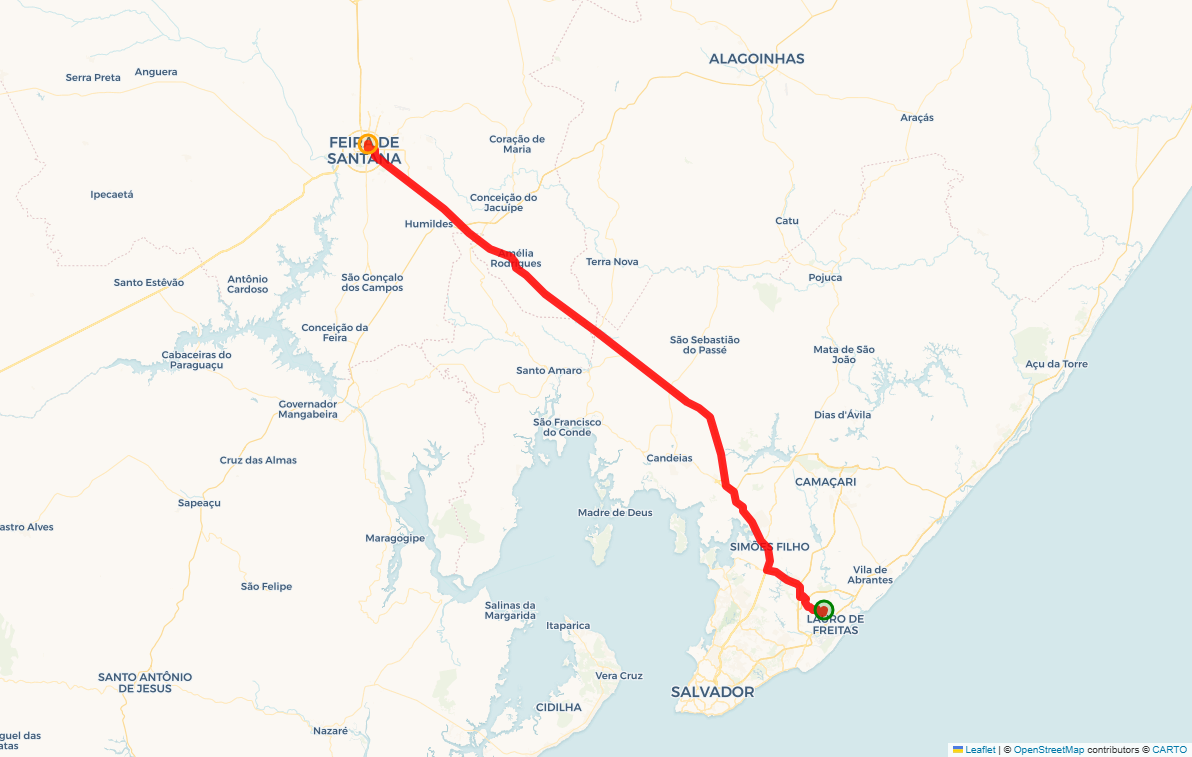 ALAGOINHAS
Anguera
Serra Preta
Araçás
FEIRA DE
SANTANA
Coração de
Maria
Ipecaetá
Conceição do
Jacuípe
Humildes
Catu
Amélia
Rodrigues
Terra Nova
Santo Estêvão
Antônio
Cardoso
São Gonçalo
dos Campos
Pojuca
Conceição da
Feira
São Sebastião
do Passé
Mata de São
João
Cabaceiras do
Paraguaçu
Açu da Torre
Santo Amaro
Governador
Mangabeira
Dias d'Ávila
São Francisco
do Conde
Cruz das Almas
Candeias
CAMAÇARI
Sapeaçu
Madre de Deus
astro Alves
Maragogipe
SIMÕES FILHO
Vila de
Abrantes
São Felipe
Salinas da
Margarida
Itaparica
LAURO DE
FREITAS
SANTO ANTÔNIO
DE JESUS
Vera Cruz
SALVADOR
CIDILHA
Nazaré
guel das
atas
Leaflet | © OpenStreetMap contributors © CARTO